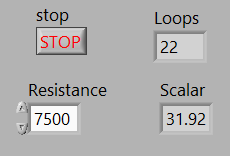 stop
STOP
Loops
22
Resistance
7500
Scalar
31.92